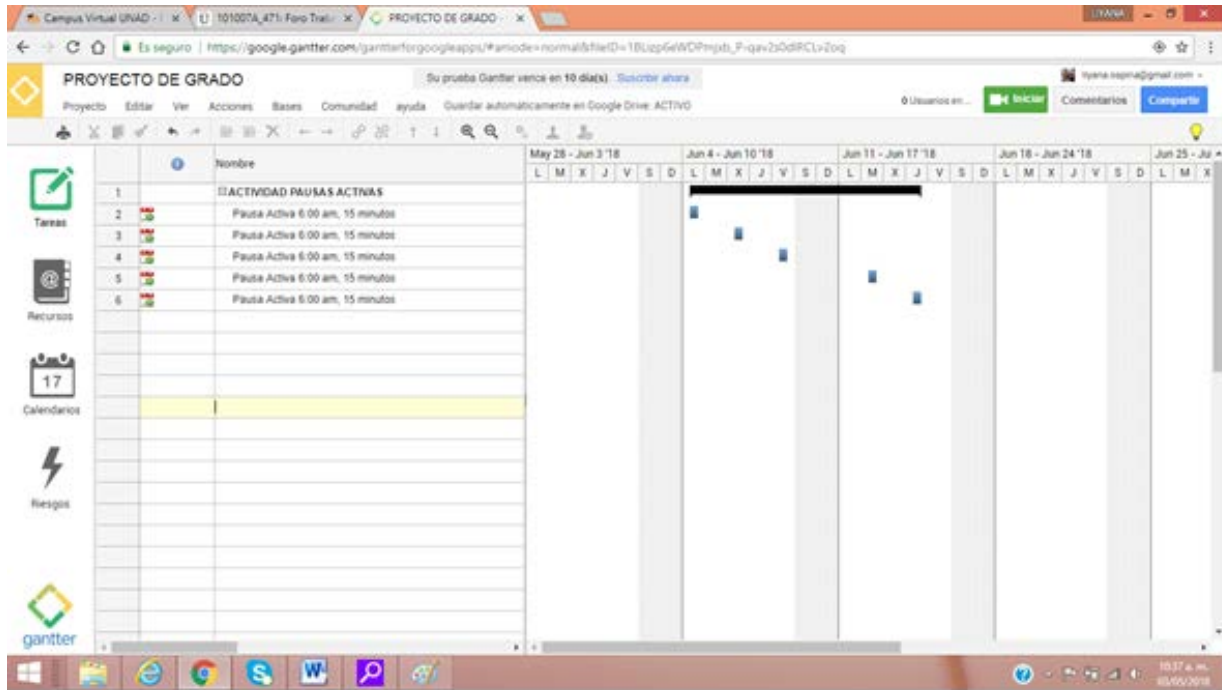 Campus Virtual UNAD - I
101007A_471: Foro Trab
PROYECTO DE GRADO -
Es seguro
PROYECTO DE GRADO
Su prueba Gantter vence en 10 día(s). Suscribir ahora
Proyecto Editar Ver Acciones Bases Comunidad ayuda Guardar automáticamente en Google Drive: ACTIVO
0 Usuarios en ...
Iniciar
Comentarios
Compartir
Nombre
May 28 - Jun 3 '18 Jun 4 - Jun 10 '18 Jun 11 - Jun 17 '18 Jun 18 - Jun 24 '18 Jun 25 - Ju
L M X J V S D L M X J V S D L M X J V S D L M X J V S D L M X
1 ACTIVIDAD PAUSAS ACTIVAS
2 Pausa Activa 6:00 am, 15 minutos
3 Pausa Activa 6:00 am, 15 minutos
4 Pausa Activa 6:00 am, 15 minutos
5 Pausa Activa 6:00 am, 15 minutos
6 Pausa Activa 6:00 am, 15 minutos
Tareas
Recursos
17
Calendarios
Riesgos
gantter
10:37 a. m.